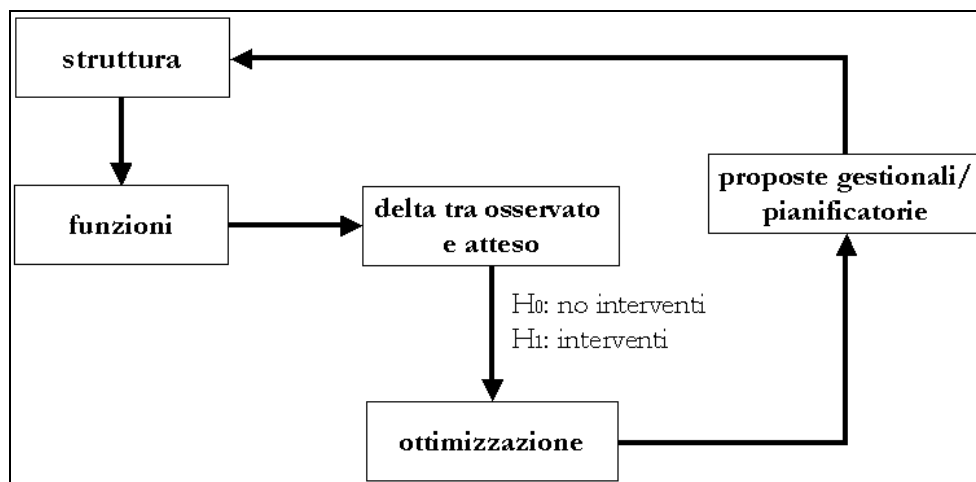 struttura
funzioni
delta tra osservato
e atteso
proposte gestionali/
pianificatorie
H0: no interventi
H1: interventi
ottimizzazione